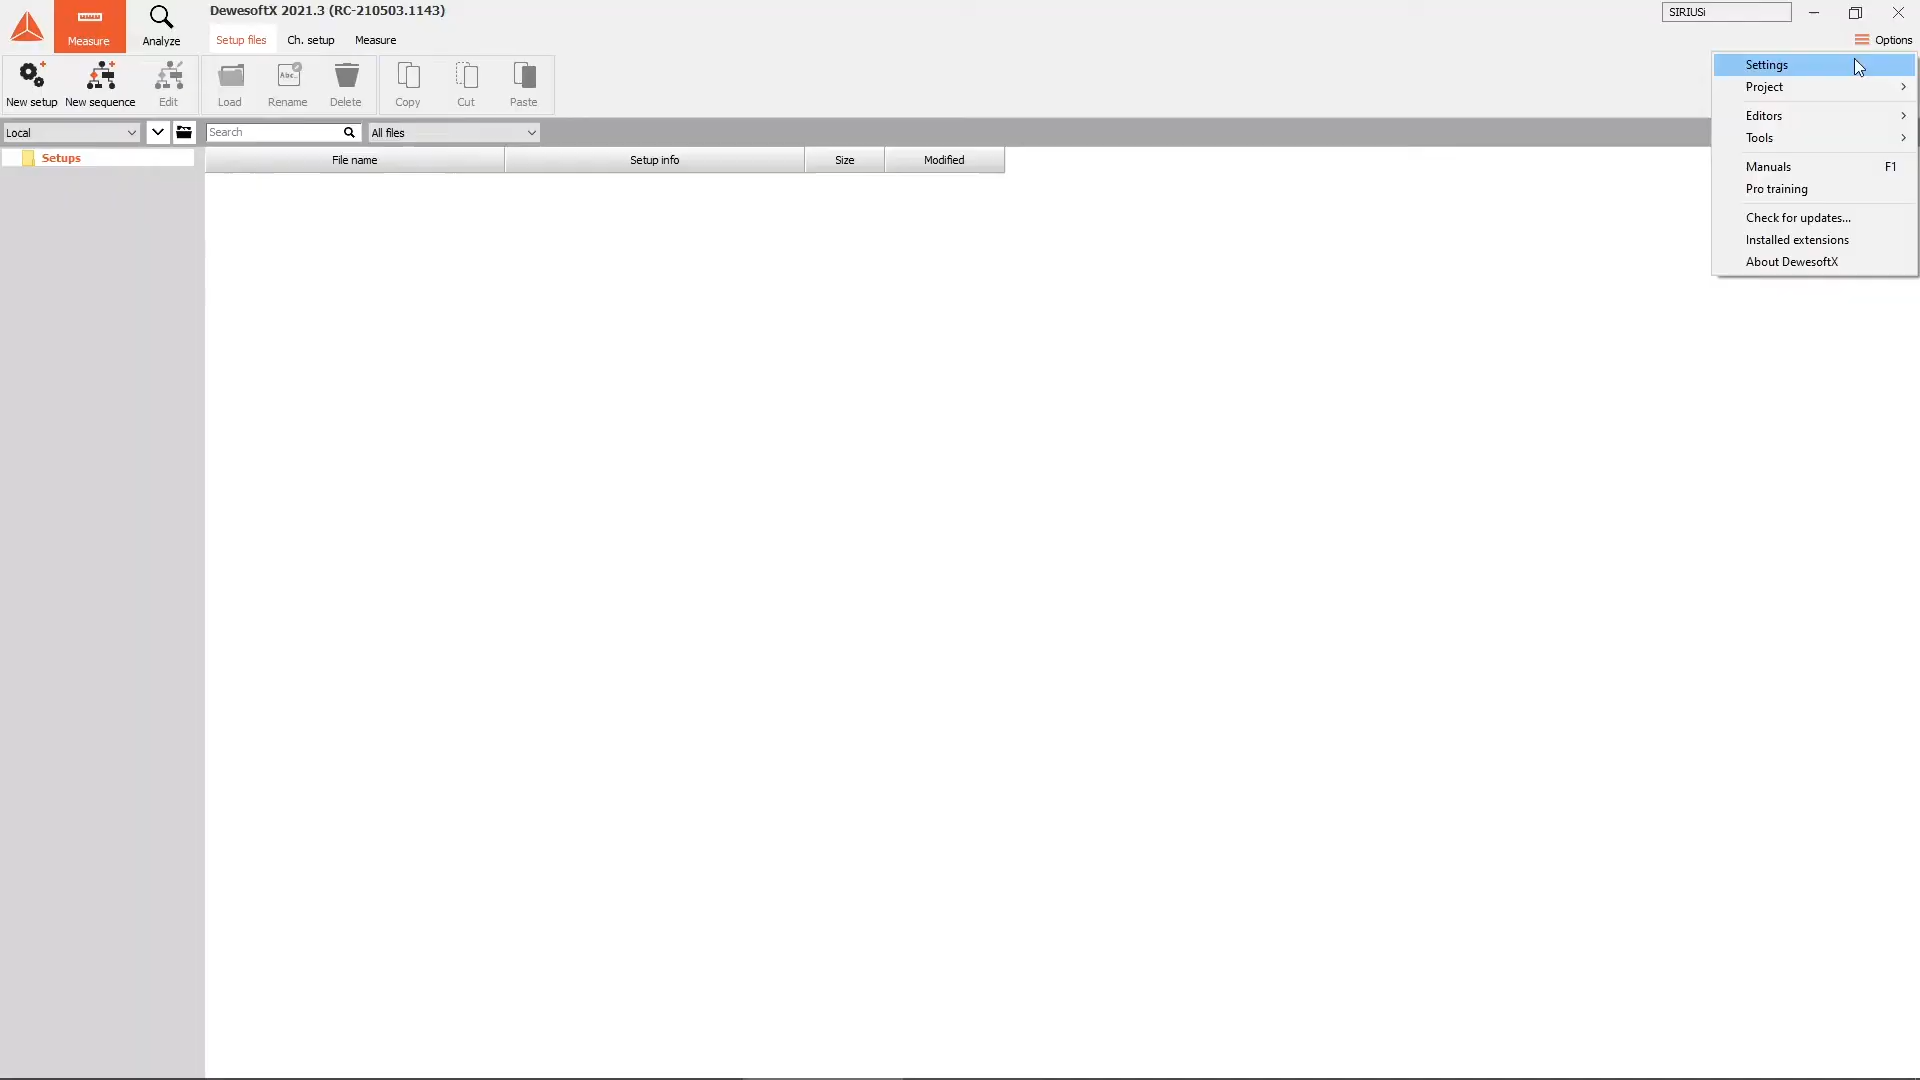 DewesoftX 2021.3 (RC-210503.1143)
SIRIUSi
Measure
Analyze
Setup files
Ch. setup
Measure
Options
New setup
New sequence
Edit
Load
Abc..
Rename
Delete
Copy
Cut
Paste
Local
Search
All files
Setups
File name
Setup info
Size
Modified
Settings
Project
Editors
Tools
Manuals F1
Pro training
Check for updates...
Installed extensions
About DewesoftX